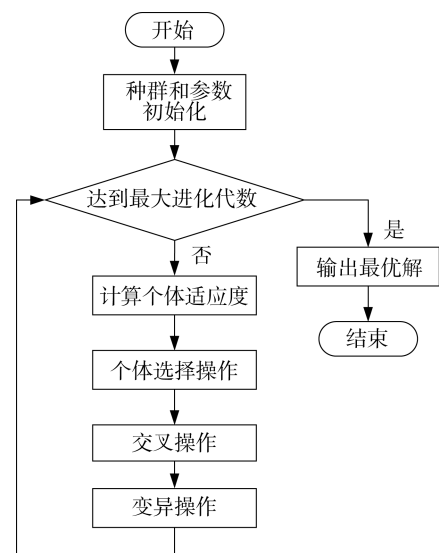 开始
种群和参数
初始化
达到最大进化代数
是
否
输出最优解
计算个体适应度
结束
个体选择操作
交叉操作
变异操作